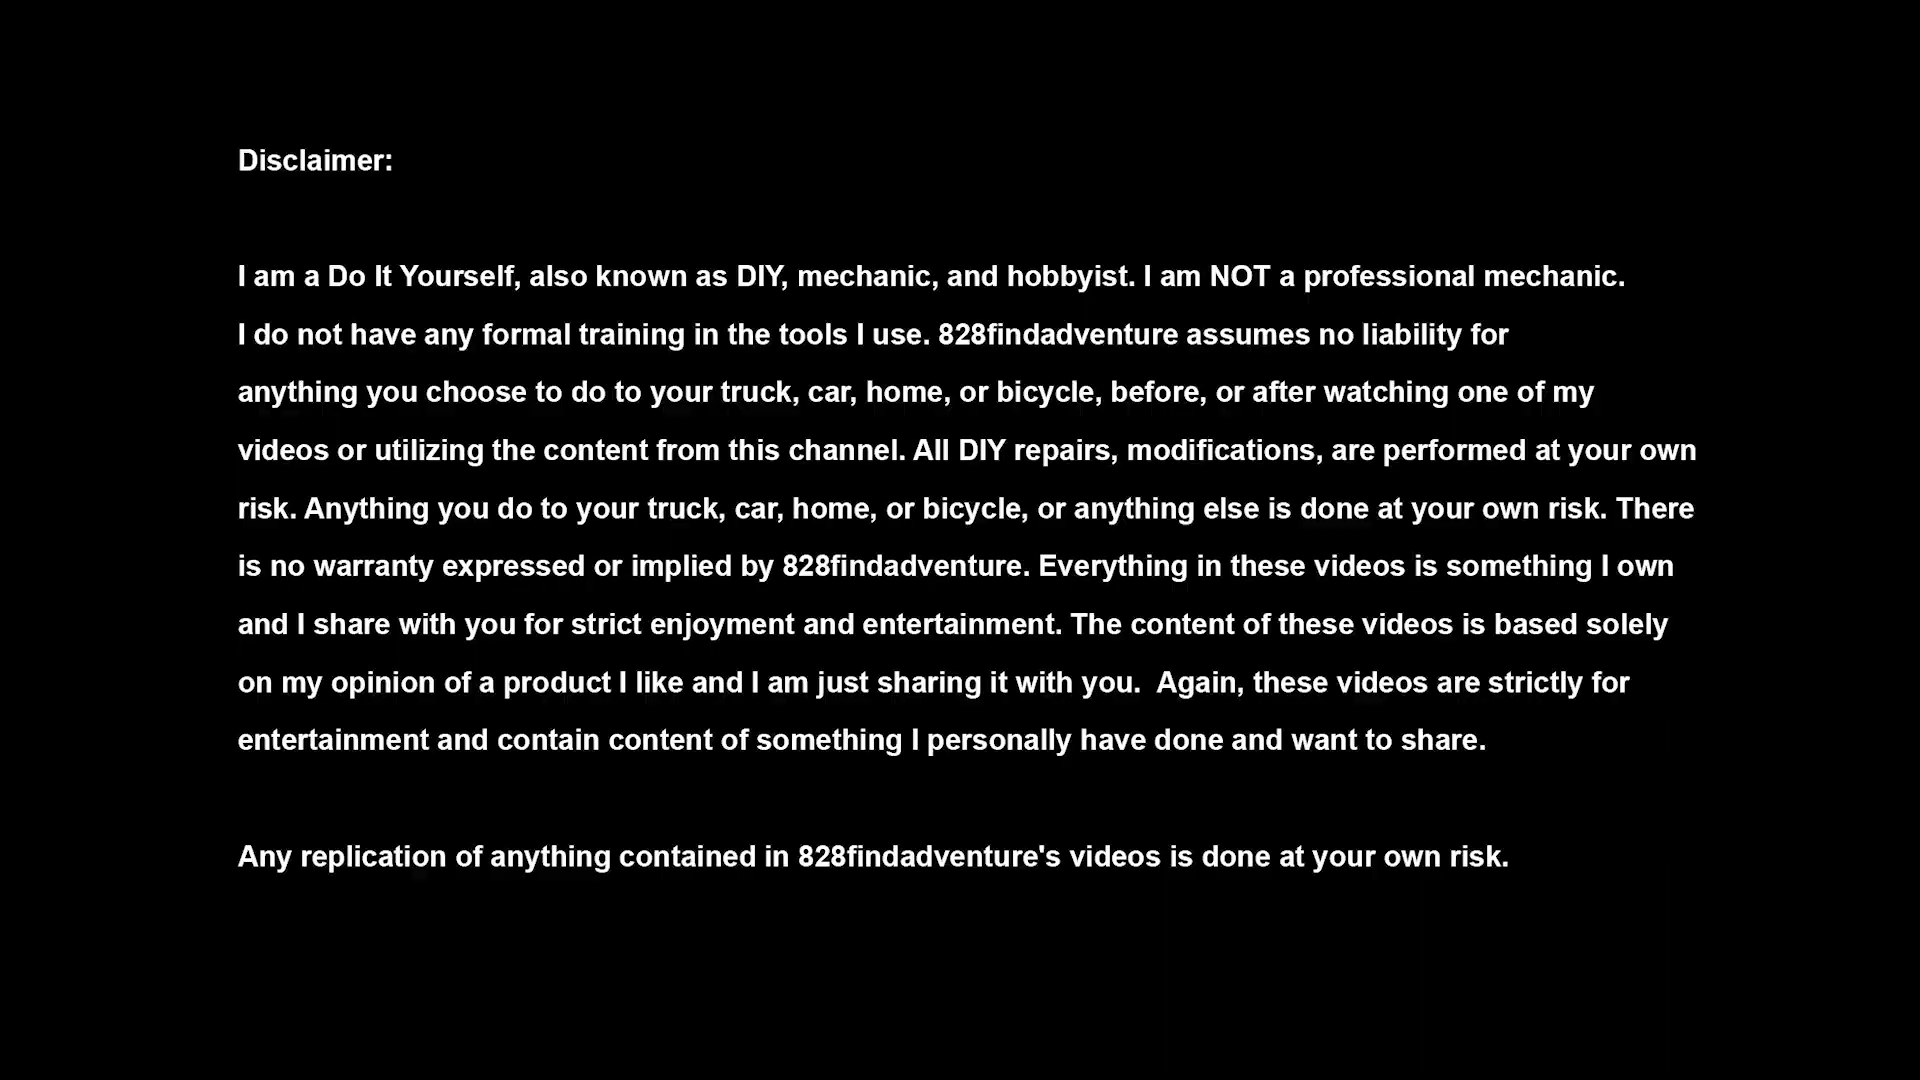 Disclaimer:
I am a Do It Yourself, also known as DIY, mechanic, and hobbyist. I am NOT a professional mechanic.
I do not have any formal training in the tools I use. 828findadventure assumes no liability for
anything you choose to do to your truck, car, home, or bicycle, before, or after watching one of my
videos or utilizing the content from this channel. All DIY repairs, modifications, are performed at your own
risk. Anything you do to your truck, car, home, or bicycle, or anything else is done at your own risk. There
is no warranty expressed or implied by 828findadventure. Everything in these videos is something I own
and I share with you for strict enjoyment and entertainment. The content of these videos is based solely
on my opinion of a product I like and I am just sharing it with you.  Again, these videos are strictly for
entertainment and contain content of something I personally have done and want to share.
Any replication of anything contained in 828findadventure's videos is done at your own risk.